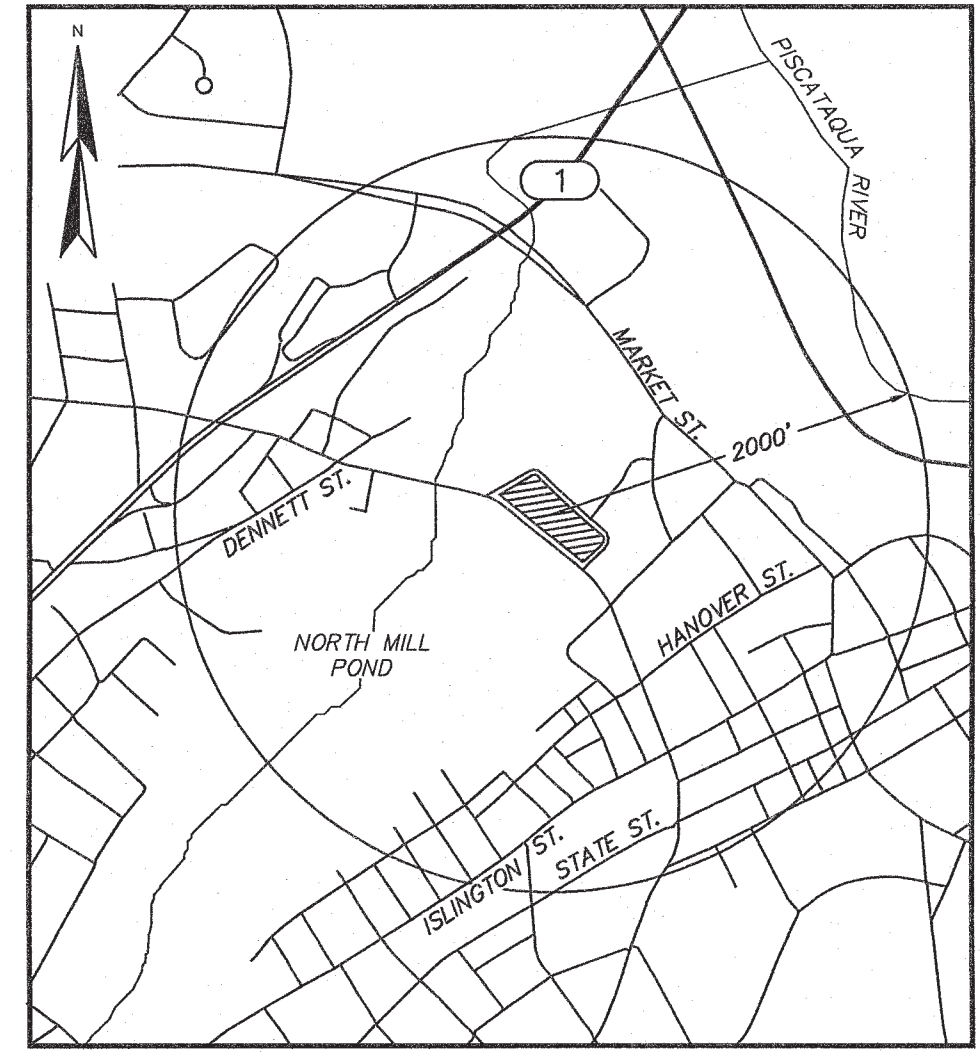 N
PISCATAQUA RIVER
1
MARKET ST.
2000'
DENNETT ST.
HANOVER ST.
NORTH MILL
POND
ISLINGTON ST.
STATE ST.